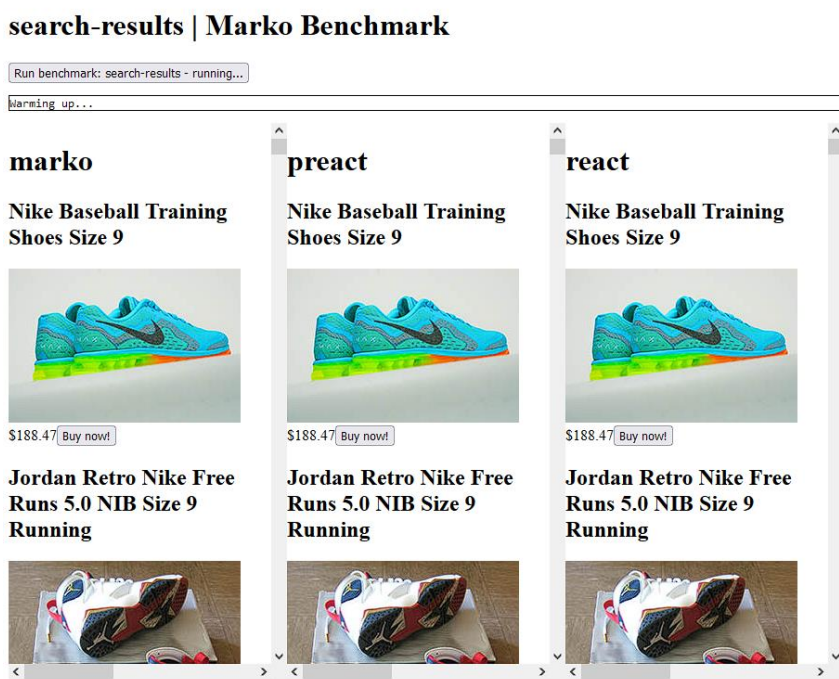 search-results | Marko Benchmark
Run benchmark: search-results - running...
Warming up...
marko
Nike Baseball Training
Shoes Size 9
$188.47 Buy now!
Jordan Retro Nike Free
Runs 5.0 NIB Size 9
Running
preact
Nike Baseball Training
Shoes Size 9
$188.47 Buy now!
Jordan Retro Nike Free
Runs 5.0 NIB Size 9
Running
react
Nike Baseball Training
Shoes Size 9
$188.47 Buy now!
Jordan Retro Nike Free
Runs 5.0 NIB Size 9
Running